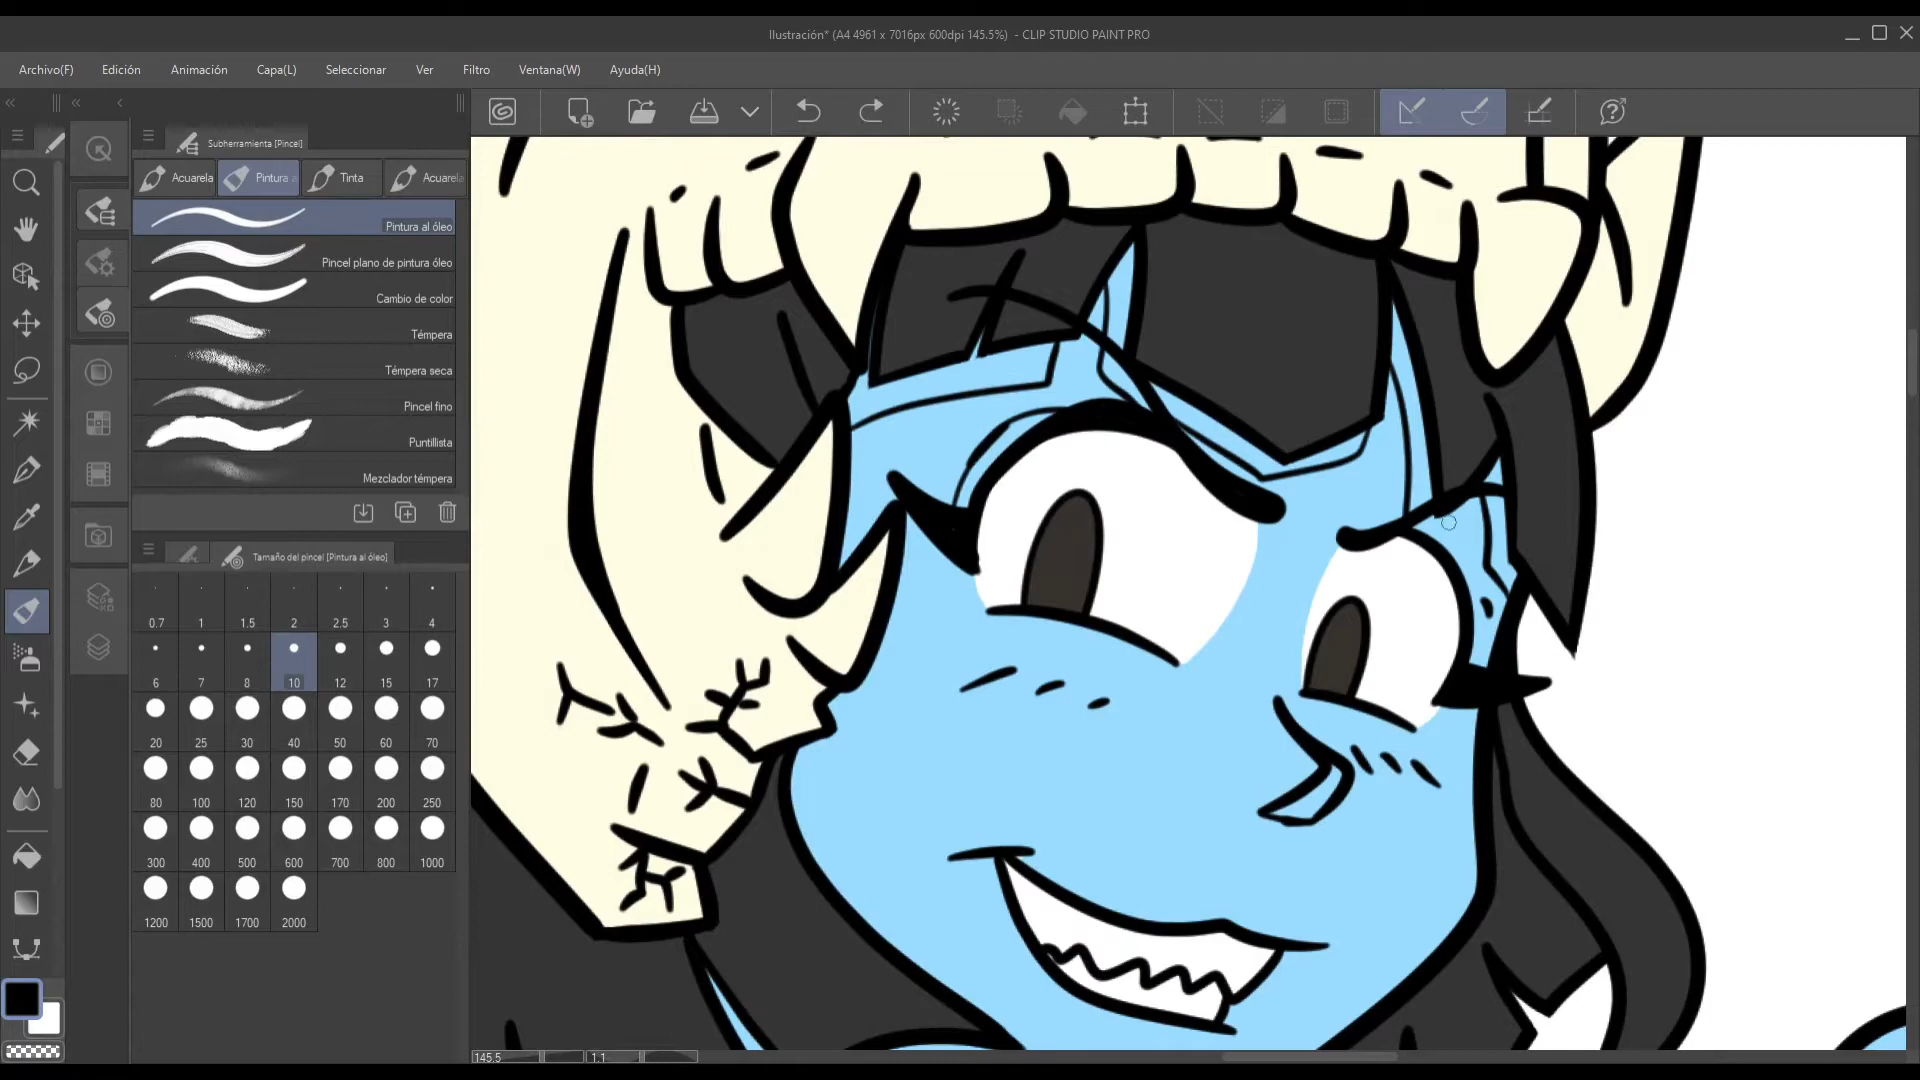 Ilustración* (A4 4961 x 7016px 600dpi 145.5%) - CLIP STUDIO PAINT PRO
Archivo(F) Edición Animación Capa(L) Seleccionar Ver Filtro Ventana(W) Ayuda(H)
Subherramienta [Pincel]
Acuarela Pintura a Tinta Acuarela
Pintura al óleo
Pincel plano de pintura óleo
Cambio de color
Témpera
Témpera seca
Pincel fino
Puntillista
Mezclador témpera
Tamaño del pincel [Pintura al óleo]
0.7 1 1.5 2 2.5 3 4
6 7 8 10 12 15 17
20 25 30 40 50 60 70
80 100 120 150 170 200 250
300 400 500 600 700 800 1000
1200 1500 1700 2000
145.5 1.1